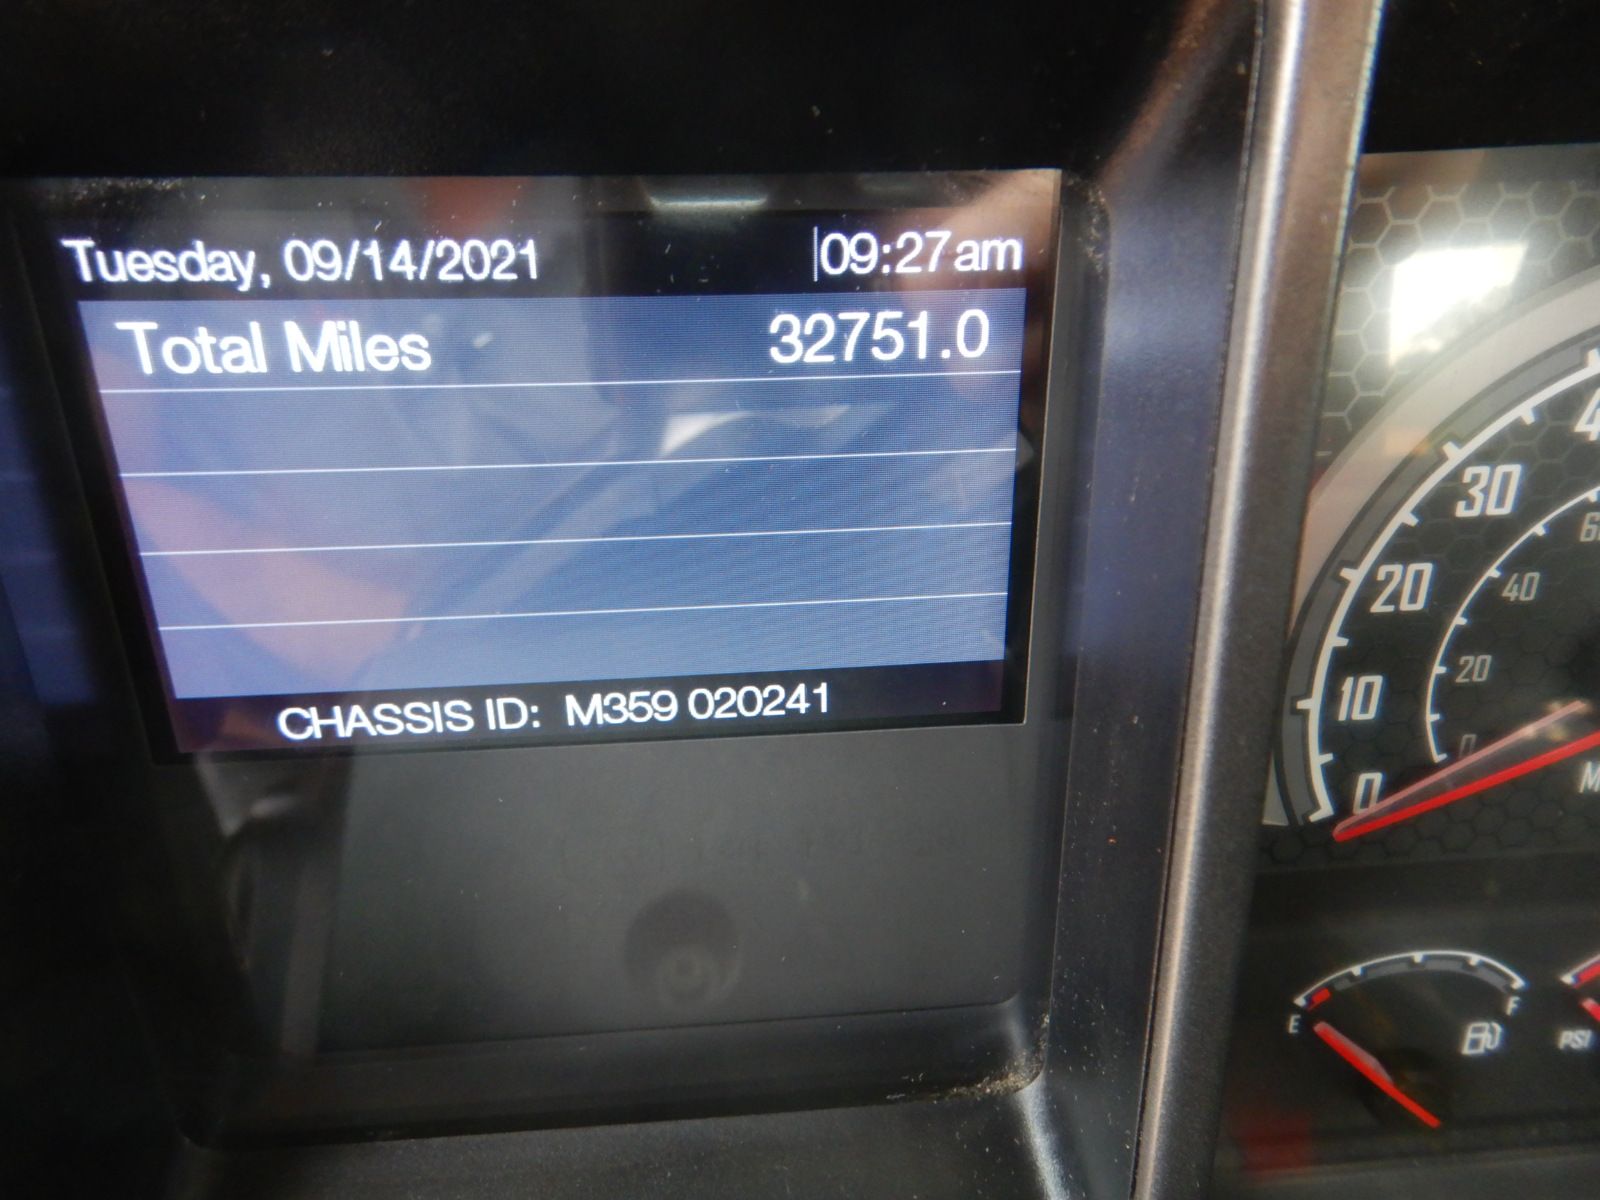 Tuesday, 09/14/2021 09:27am
Total Miles 32751.0
CHASSIS ID: M359 020241
30
20
10
0
40
20
0
E
F
PSI